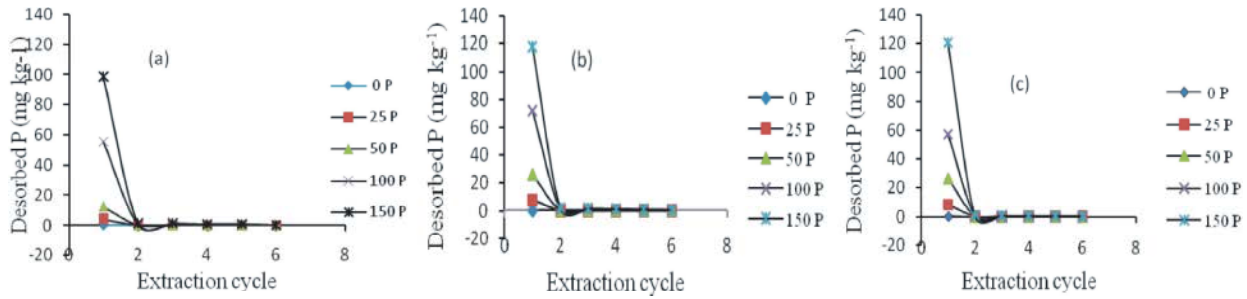 140
120
100
80
60
40
20
0
-20
0 2 4 6 8
Desorbed P (mg kg-1)
Extraction cycle
(a)
0 P
25 P
50 P
100 P
150 P
140
120
100
80
60
40
20
0
-20
0 2 4 6 8
Desorbed P (mg kg⁻¹)
Extraction cycle
(b)
0 P
25 P
50 P
100 P
150 P
140
120
100
80
60
40
20
0
-20
0 2 4 6 8
Desorbed P (mg kg⁻¹)
Extraction cycle
(c)
0 P
25 P
50 P
100 P
150 P